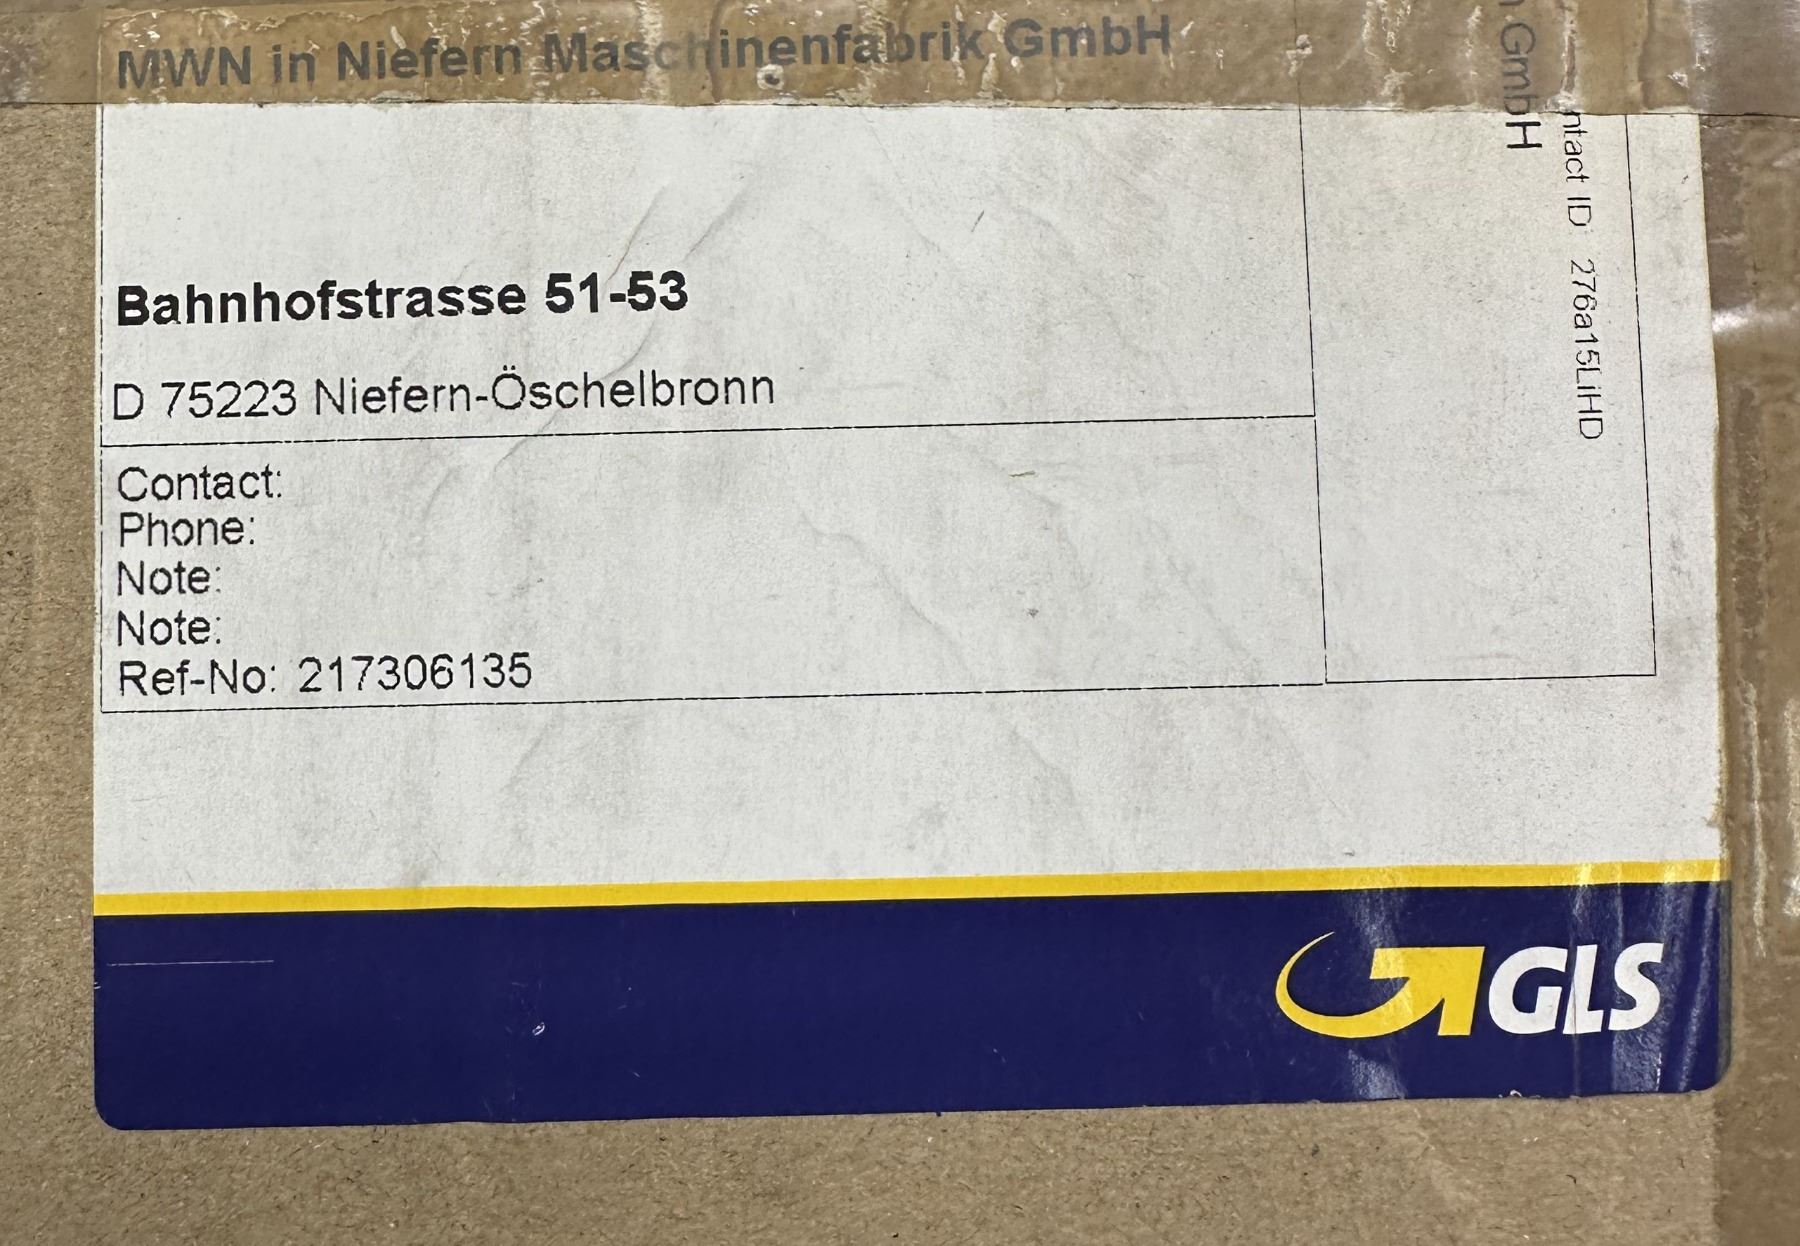 MWN in Niefern Maschinenfabrik GmbH
Bahnhofstrasse 51-53
D 75223 Niefern-Öschelbronn
Contact:
Phone:
Note:
Note:
Ref-No: 217306135
GmbH
ntact ID: 276a15LiHD
GLS